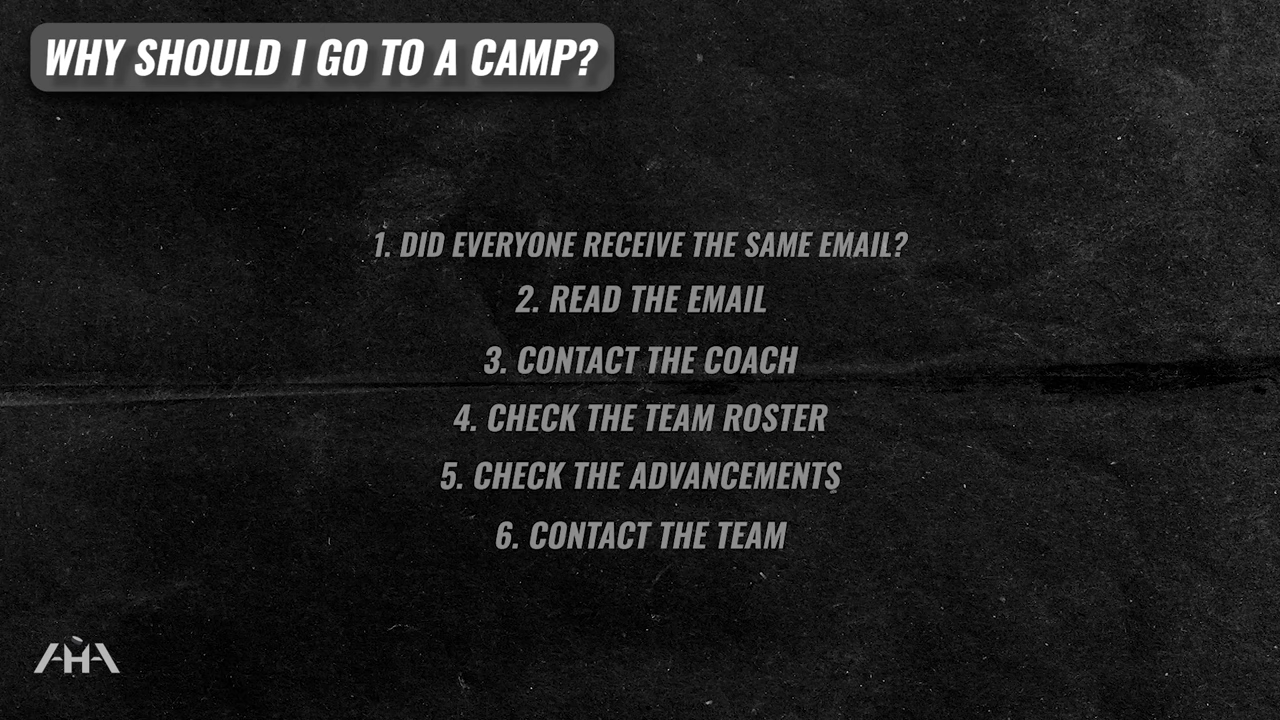 WHY SHOULD I GO TO A CAMP?
1. DID EVERYONE RECEIVE THE SAME EMAIL?
2. READ THE EMAIL
3. CONTACT THE COACH
4. CHECK THE TEAM ROSTER
5. CHECK THE ADVANCEMENTS
6. CONTACT THE TEAM
AHA